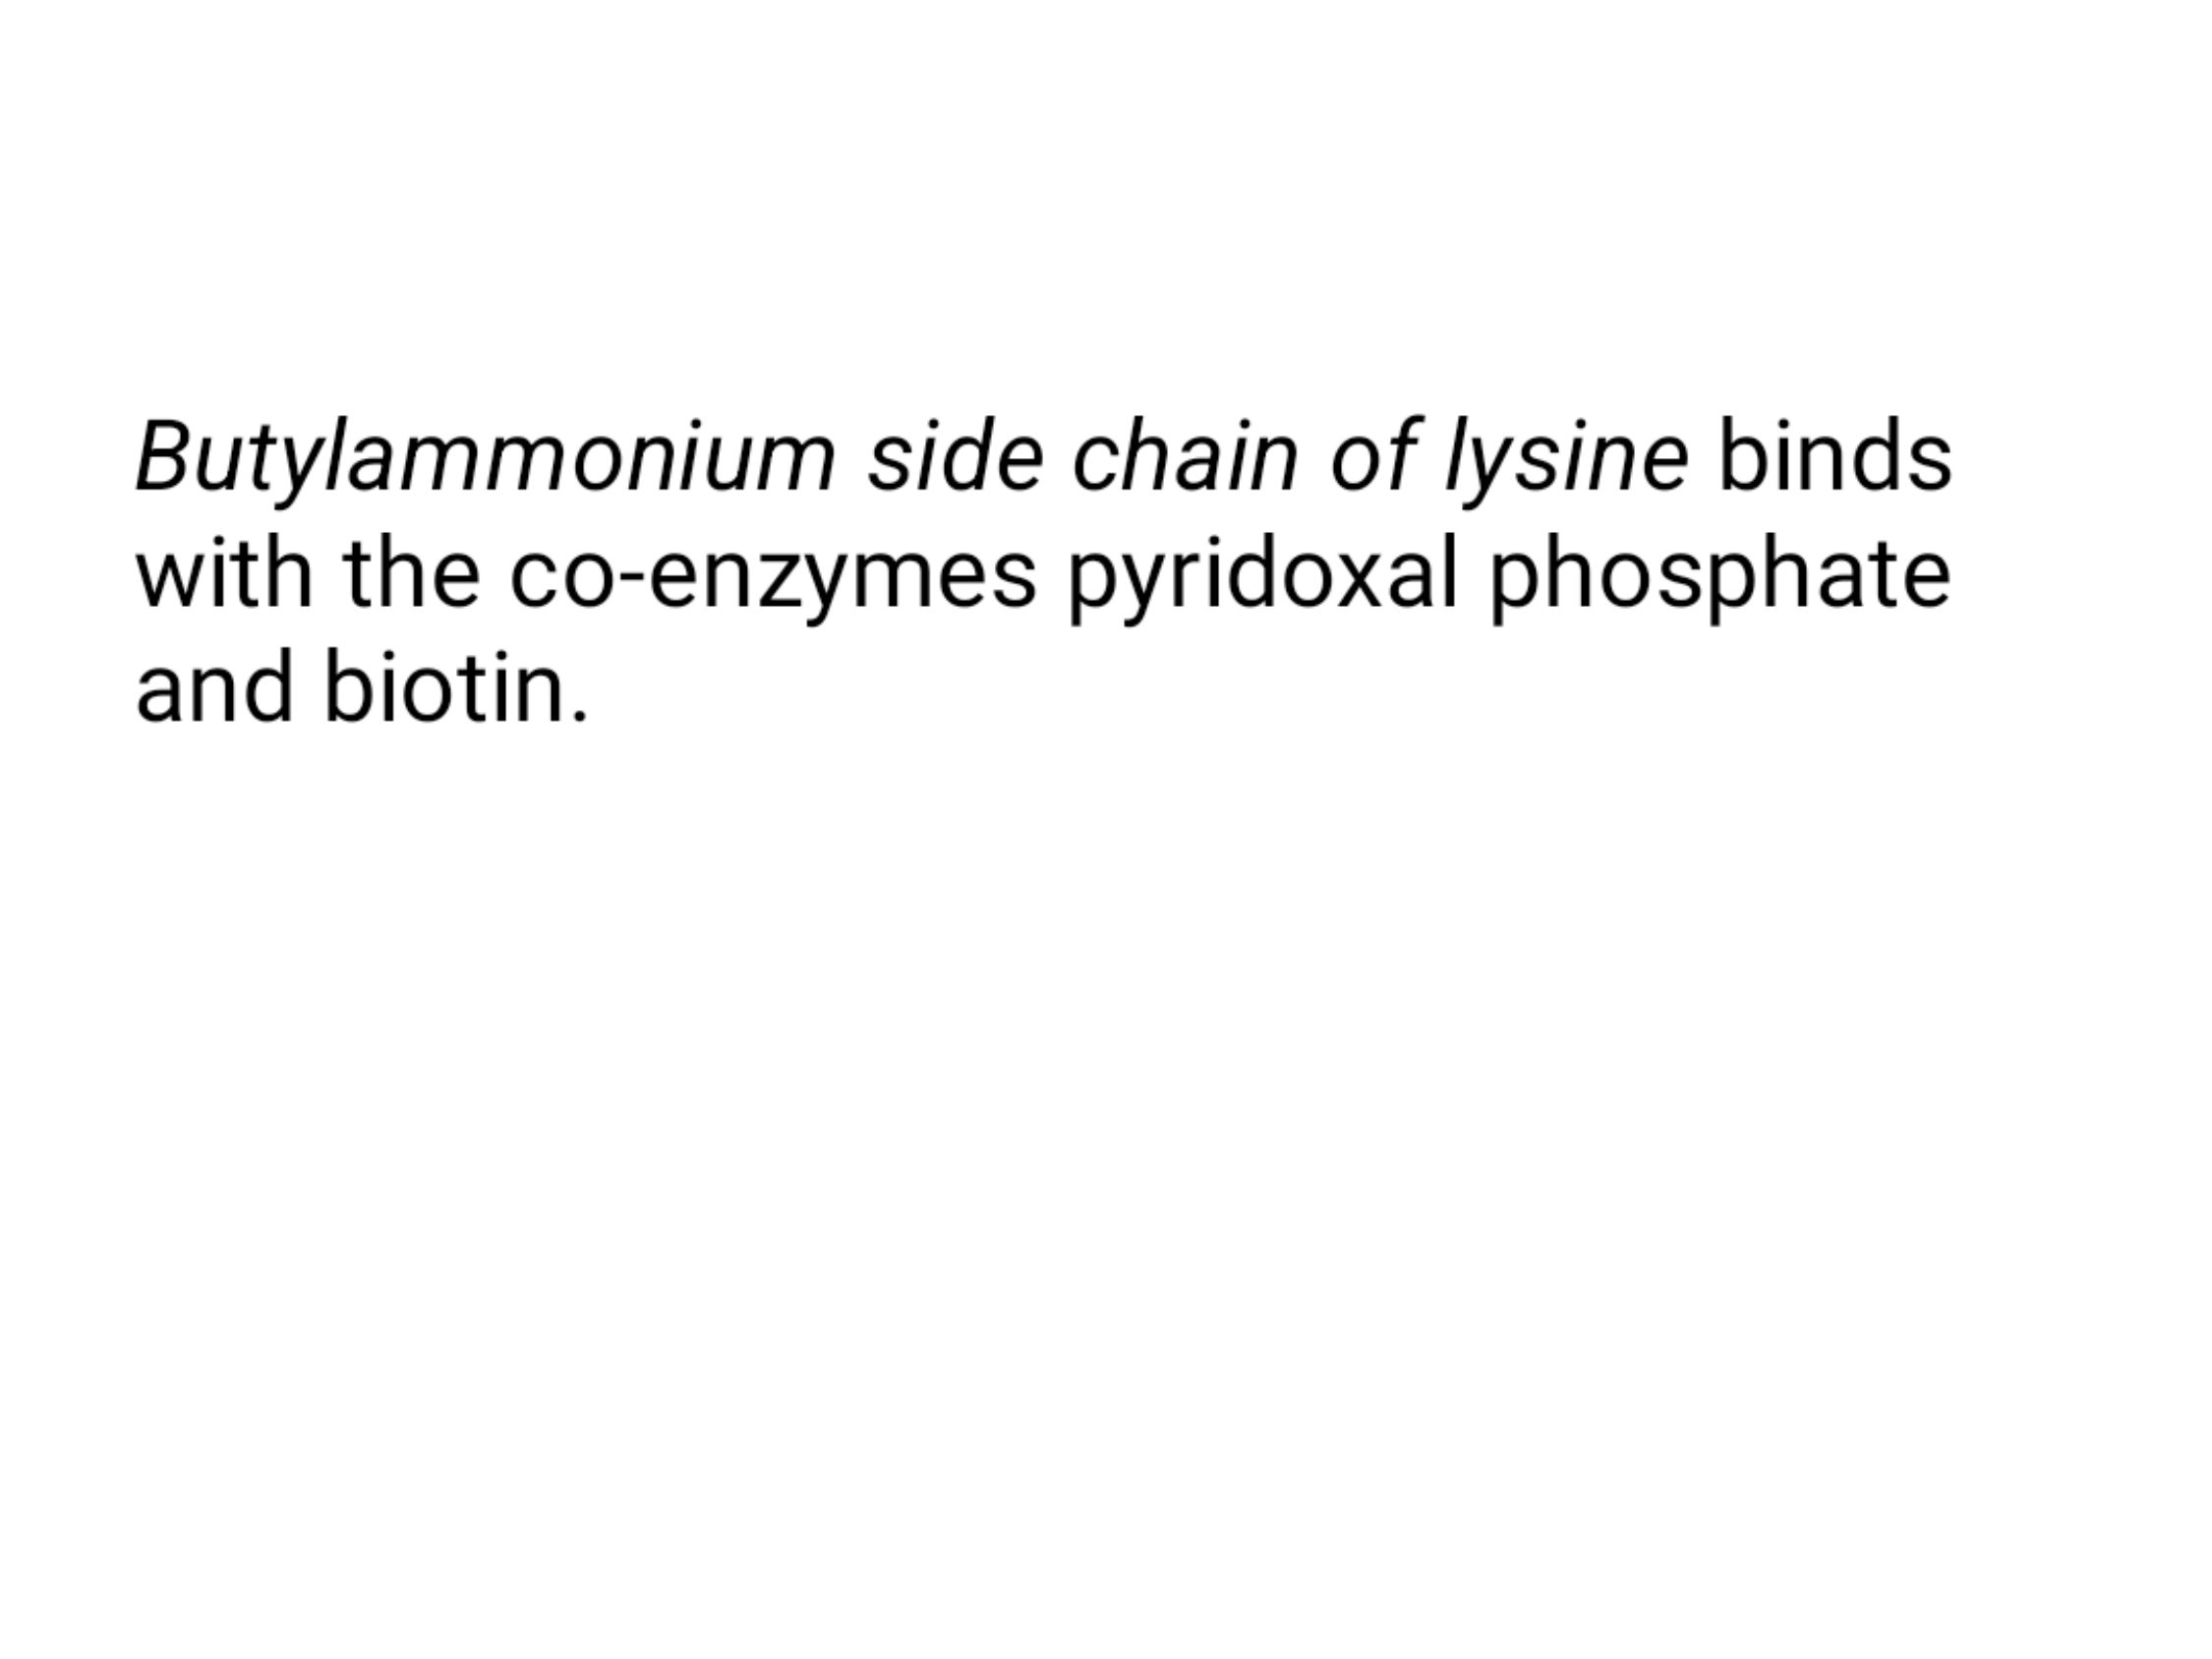 Butylammonium side chain of lysine binds
with the co-enzymes pyridoxal phosphate
and biotin.